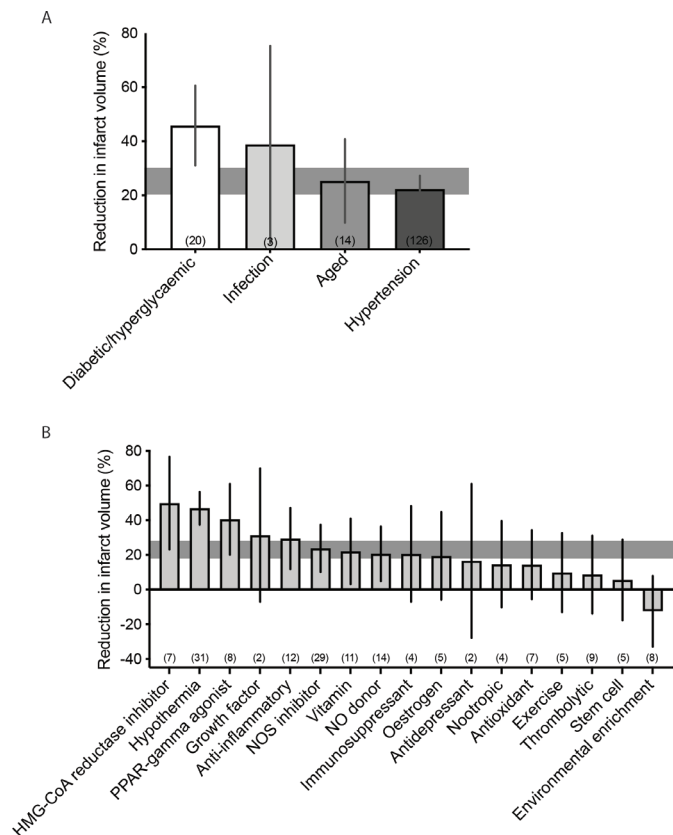 A
Reduction in infarct volume (%)
80
60
40
20
0
(20)
(3)
(14)
(126)
Diabetic/hyperglycaemic
Infection
Aged
Hypertension
B
Reduction in infarct volume (%)
80
60
40
20
0
-20
-40
(7)
(31)
(8)
(2)
(12)
(29)
(11)
(14)
(4)
(5)
(2)
(4)
(7)
(5)
(9)
(5)
(8)
HMG-CoA reductase inhibitor
Hypothermia
PPAR-gamma agonist
Growth factor
Anti-inflammatory
NOS inhibitor
Vitamin
NO donor
Immunosuppressant
Oestrogen
Antidepressant
Nootropic
Antioxidant
Exercise
Thrombolytic
Stem cell
Environmental enrichment